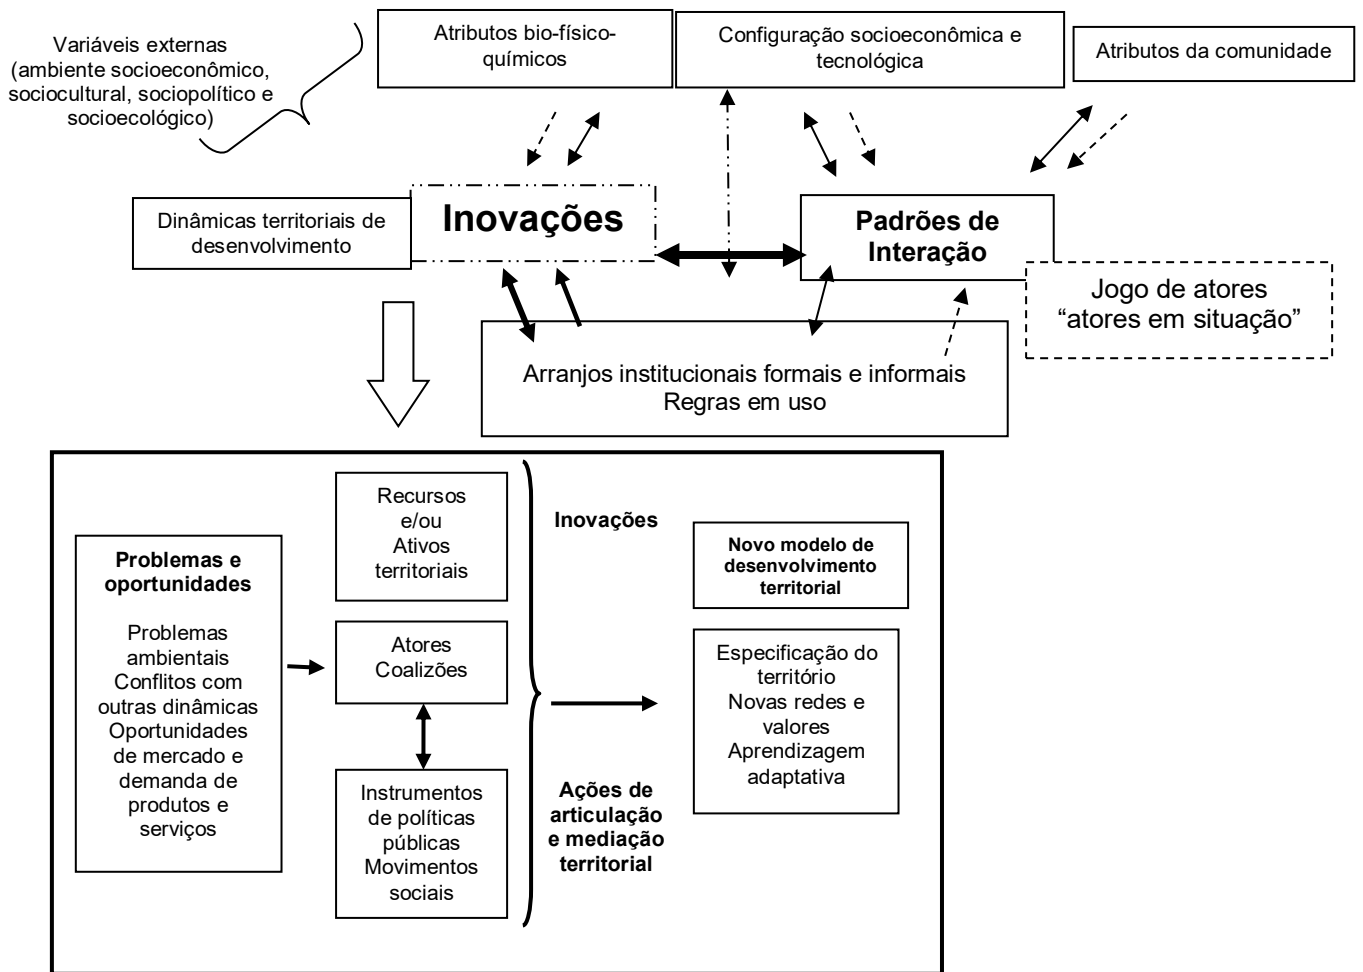 Variáveis externas
(ambiente socioeconômico,
sociocultural, sociopolítico e
socioecológico)
Atributos bio-físico-
químicos
Configuração socioeconômica e
tecnológica
Atributos da comunidade
Dinâmicas territoriais de
desenvolvimento
Inovações
Padrões de
Interação
Jogo de atores
“atores em situação”
Arranjos institucionais formais e informais
Regras em uso
Problemas e
oportunidades
Problemas
ambientais
Conflitos com
outras dinâmicas
Oportunidades
de mercado e
demanda de
produtos e
serviços
Recursos
e/ou
Ativos
territoriais
Atores
Coalizões
Instrumentos
de políticas
públicas
Movimentos
sociais
Inovações
Ações de
articulação
e mediação
territorial
Novo modelo de
desenvolvimento
territorial
Especificação do
território
Novas redes e
valores
Aprendizagem
adaptativa